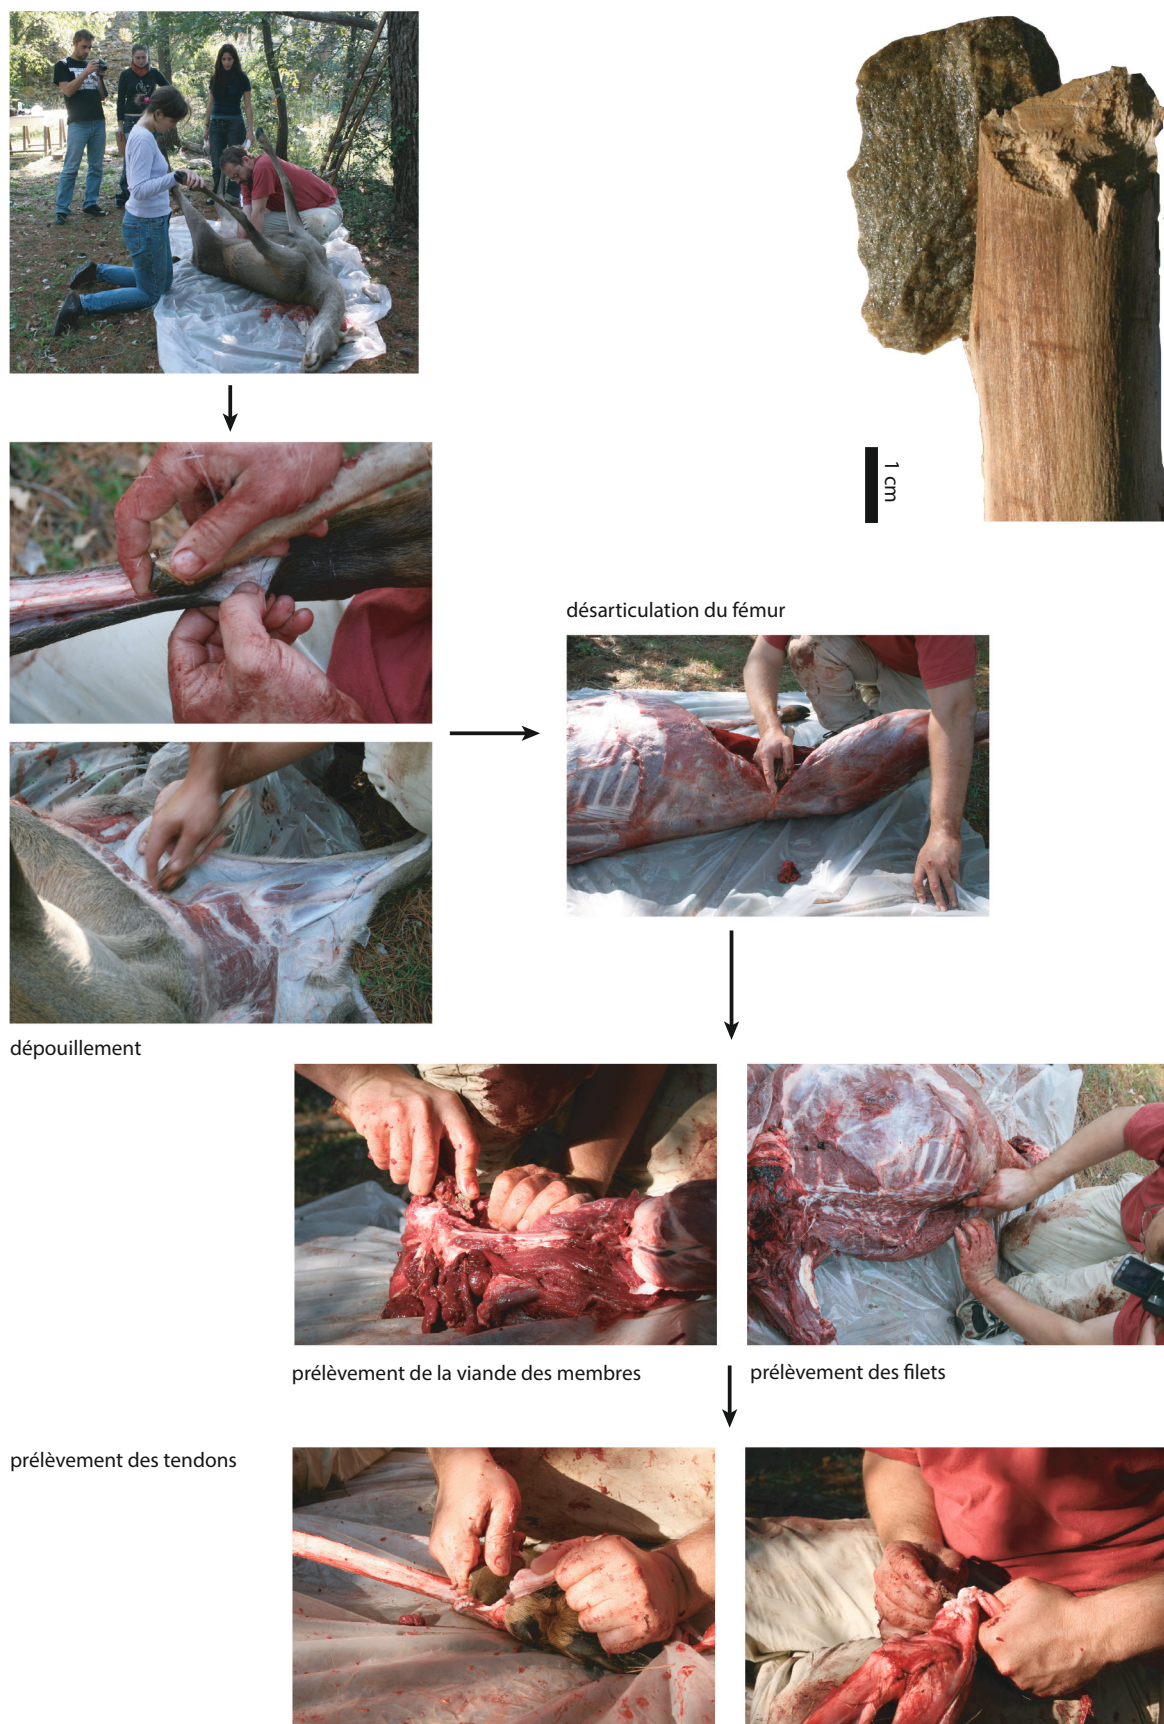 1 cm
désarticulation du fémur
dépouillement
prélèvement de la viande des membres
prélèvement des filets
prélèvement des tendons